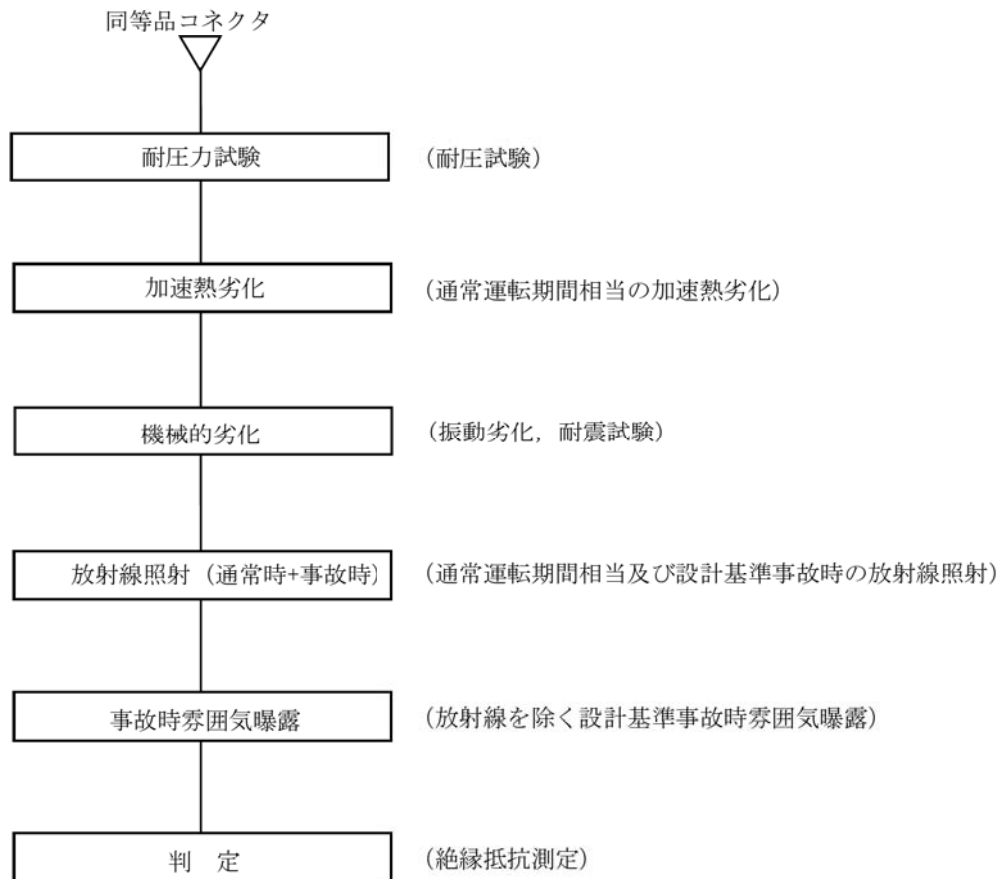 同等品コネクタ
耐圧力試験 (耐圧試験)
加速熱劣化 (通常運転期間相当の加速熱劣化)
機械的劣化 (振動劣化，耐震試験)
放射線照射（通常時+事故時） (通常運転期間相当及び設計基準事故時の放射線照射)
事故時雰囲気曝露 (放射線を除く設計基準事故時雰囲気曝露)
判　定 (絶縁抵抗測定)